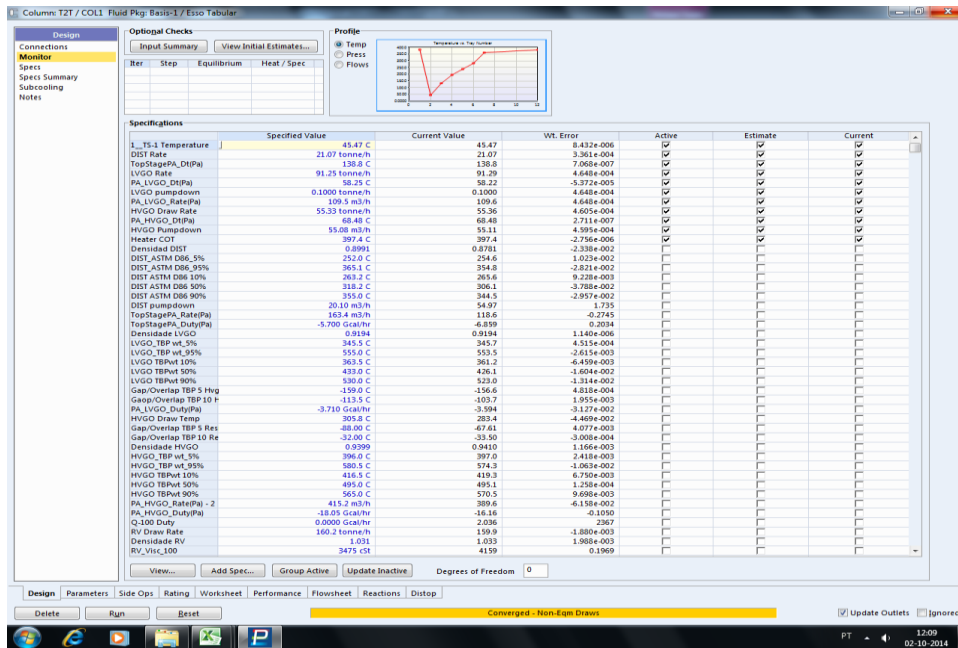 Column: T2T / COL1 Fluid Pkg: Basis-1 / Esso Tabular
Design
Connections
Monitor
Specs
Specs Summary
Subcooling
Notes
Optional Checks
Input Summary View Initial Estimates...
Iter Step Equilibrium Heat / Spec
Profile
Temp
Press
Flows
Temperature vs. Tray Number
0 2 4 6 8 10 12
Specifications
Specified Value Current Value Wt. Error Active Estimate Current
1__TS-1 Temperature 45.47 C 45.47 8.432e-006
DIST Rate 21.07 tonne/h 21.07 3.361e-004
TopStagePA_Dt(Pa) 138.8 C 138.8 7.068e-007
LVGO Rate 91.25 tonne/h 91.29 4.648e-004
PA_LVGO_Dt(Pa) 58.25 C 58.22 -5.372e-005
LVGO pumpdown 0.1000 tonne/h 0.1000 4.648e-004
PA_LVGO_Rate(Pa) 109.5 m3/h 109.6 4.648e-004
HVGO Draw Rate 55.33 tonne/h 55.36 4.605e-004
PA_HVGO_Dt(Pa) 68.48 C 68.48 2.711e-007
HVGO Pumpdown 55.08 m3/h 55.11 4.595e-004
Heater COT 397.4 C 397.4 -2.756e-006
Densidad DIST 0.8991 0.8781 -2.338e-002
DIST_ASTM D86_5% 252.0 C 254.6 1.023e-002
DIST_ASTM D86_95% 365.1 C 354.8 -2.821e-002
DIST ASTM D86 10% 263.2 C 265.6 9.228e-003
DIST ASTM D86 50% 318.2 C 306.1 -3.788e-002
DIST ASTM D86 90% 355.0 C 344.5 -2.957e-002
DIST pumpdown 20.10 m3/h 54.97 1.735
TopStagePA_Rate(Pa) 163.4 m3/h 118.6 -0.2745
TopStagePA_Duty(Pa) -5.700 Gcal/hr -6.859 0.2034
Densidade LVGO 0.9194 0.9194 1.140e-006
LVGO_TBP wt_5% 345.5 C 345.7 4.515e-004
LVGO_TBP wt_95% 555.0 C 553.5 -2.615e-003
LVGO TBPwt 10% 363.5 C 361.2 -6.459e-003
LVGO TBPwt 50% 433.0 C 426.1 -1.604e-002
LVGO TBPwt 90% 530.0 C 523.0 -1.314e-002
Gap/Overlap TBP 5 Hvg -159.0 C -156.6 4.818e-004
Gaop/Overlap TBP 10 H -113.5 C -103.7 1.955e-003
PA_LVGO_Duty(Pa) -3.710 Gcal/hr -3.594 -3.127e-002
HVGO Draw Temp 305.8 C 283.4 -4.469e-002
Gap/Overlap TBP 5 Res -88.00 C -67.61 4.077e-003
Gap/Overlap TBP 10 Re -32.00 C -33.50 -3.008e-004
Densidade HVGO 0.9399 0.9410 1.166e-003
HVGO_TBP wt_5% 396.0 C 397.0 2.418e-003
HVGO_TBP wt_95% 580.5 C 574.3 -1.063e-002
HVGO TBPwt 10% 416.5 C 419.3 6.750e-003
HVGO TBPwt 50% 495.0 C 495.1 1.258e-004
HVGO TBPwt 90% 565.0 C 570.5 9.698e-003
PA_HVGO_Rate(Pa) - 2 415.2 m3/h 389.6 -6.158e-002
PA_HVGO_Duty(Pa) -18.05 Gcal/hr -16.16 -0.1050
Q-100 Duty 0.0000 Gcal/hr 2.036 2367
RV Draw Rate 160.2 tonne/h 159.9 -1.880e-003
Densidade RV 1.031 1.033 1.988e-003
RV_Visc_100 3475 cSt 4159 0.1969
View... Add Spec... Group Active Update Inactive Degrees of Freedom 0
Design Parameters Side Ops Rating Worksheet Performance Flowsheet Reactions Distop
Delete Run Reset Converged - Non-Eqm Draws Update Outlets Ignored
PT 12:09
02-10-2014